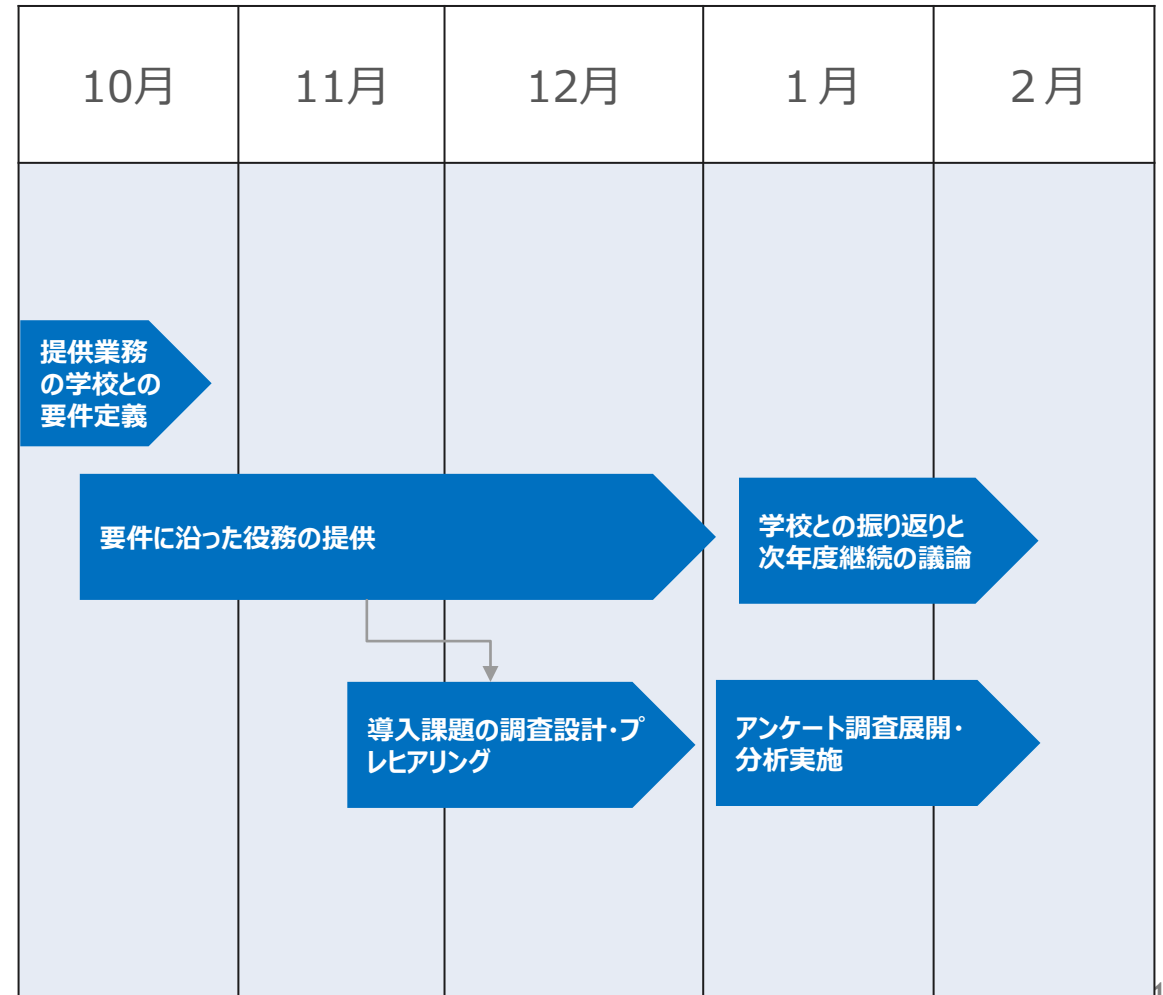 10月
11月
12月
１月
２月
提供業務
の学校との
要件定義
要件に沿った役務の提供
学校との振り返りと
次年度継続の議論
導入課題の調査設計・プ
レヒアリング
アンケート調査展開・
分析実施